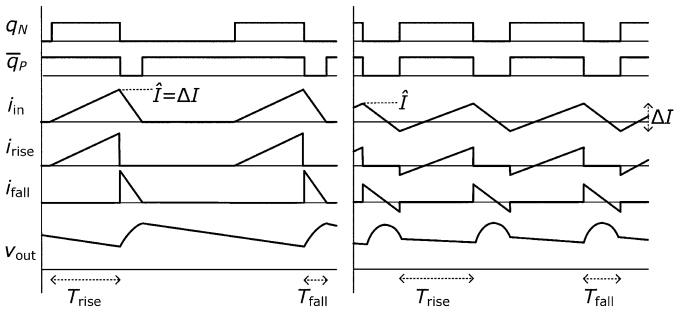 q_N
q̅_P
i_in
Î=ΔI
Î
ΔI
i_rise
i_fall
v_out
T_rise
T_fall
T_rise
T_fall